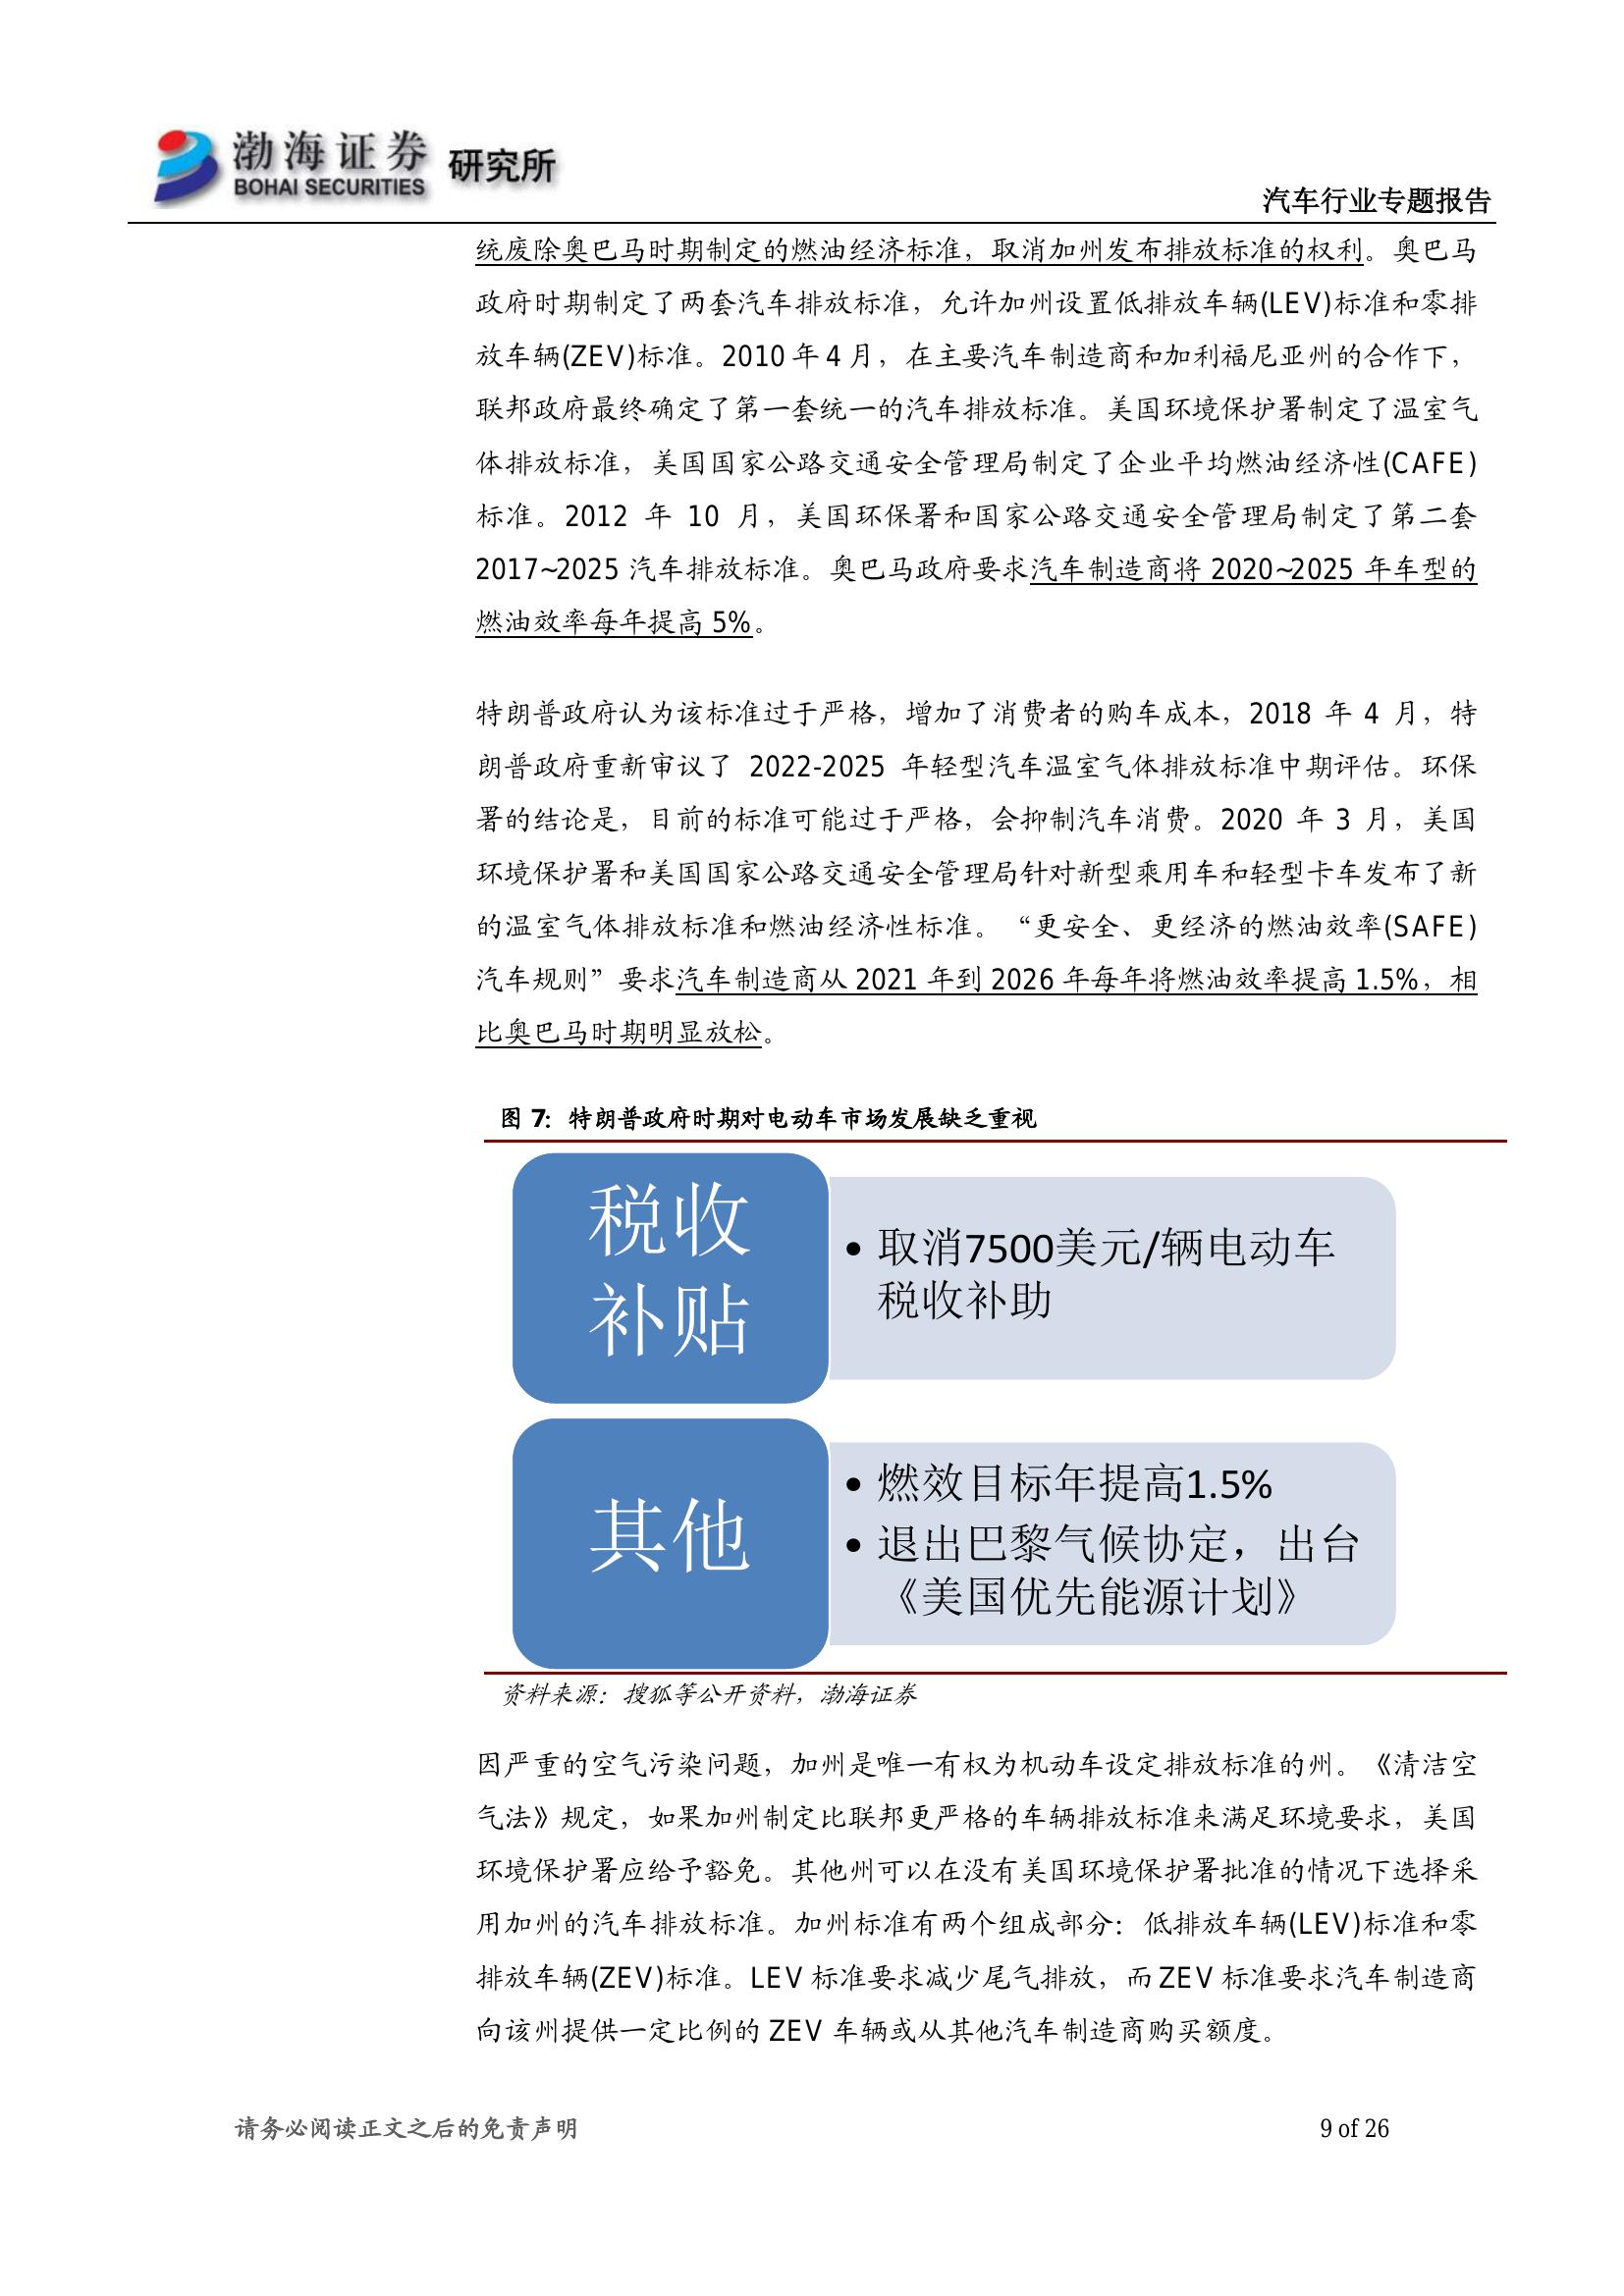 渤海证券 研究所
BOHAI SECURITIES
汽车行业专题报告
统废除奥巴马时期制定的燃油经济标准，取消加州发布排放标准的权利。奥巴马
政府时期制定了两套汽车排放标准，允许加州设置低排放车辆(LEV)标准和零排
放车辆(ZEV)标准。2010 年 4 月，在主要汽车制造商和加利福尼亚州的合作下，
联邦政府最终确定了第一套统一的汽车排放标准。美国环境保护署制定了温室气
体排放标准，美国国家公路交通安全管理局制定了企业平均燃油经济性(CAFE)
标准。2012 年 10 月，美国环保署和国家公路交通安全管理局制定了第二套
2017~2025 汽车排放标准。奥巴马政府要求汽车制造商将 2020~2025 年车型的
燃油效率每年提高 5%。
特朗普政府认为该标准过于严格，增加了消费者的购车成本，2018 年 4 月，特
朗普政府重新审议了 2022-2025 年轻型汽车温室气体排放标准中期评估。环保
署的结论是，目前的标准可能过于严格，会抑制汽车消费。2020 年 3 月，美国
环境保护署和美国国家公路交通安全管理局针对新型乘用车和轻型卡车发布了新
的温室气体排放标准和燃油经济性标准。“更安全、更经济的燃油效率(SAFE)
汽车规则”要求汽车制造商从 2021 年到 2026 年每年将燃油效率提高 1.5%，相
比奥巴马时期明显放松。
图 7：特朗普政府时期对电动车市场发展缺乏重视
税收
补贴
• 取消7500美元/辆电动车
税收补助
其他
• 燃效目标年提高1.5%
• 退出巴黎气候协定，出台
《美国优先能源计划》
资料来源：搜狐等公开资料，渤海证券
因严重的空气污染问题，加州是唯一有权为机动车设定排放标准的州。《清洁空
气法》规定，如果加州制定比联邦更严格的车辆排放标准来满足环境要求，美国
环境保护署应给予豁免。其他州可以在没有美国环境保护署批准的情况下选择采
用加州的汽车排放标准。加州标准有两个组成部分：低排放车辆(LEV)标准和零
排放车辆(ZEV)标准。LEV 标准要求减少尾气排放，而 ZEV 标准要求汽车制造商
向该州提供一定比例的 ZEV 车辆或从其他汽车制造商购买额度。
请务必阅读正文之后的免责声明
9 of 26